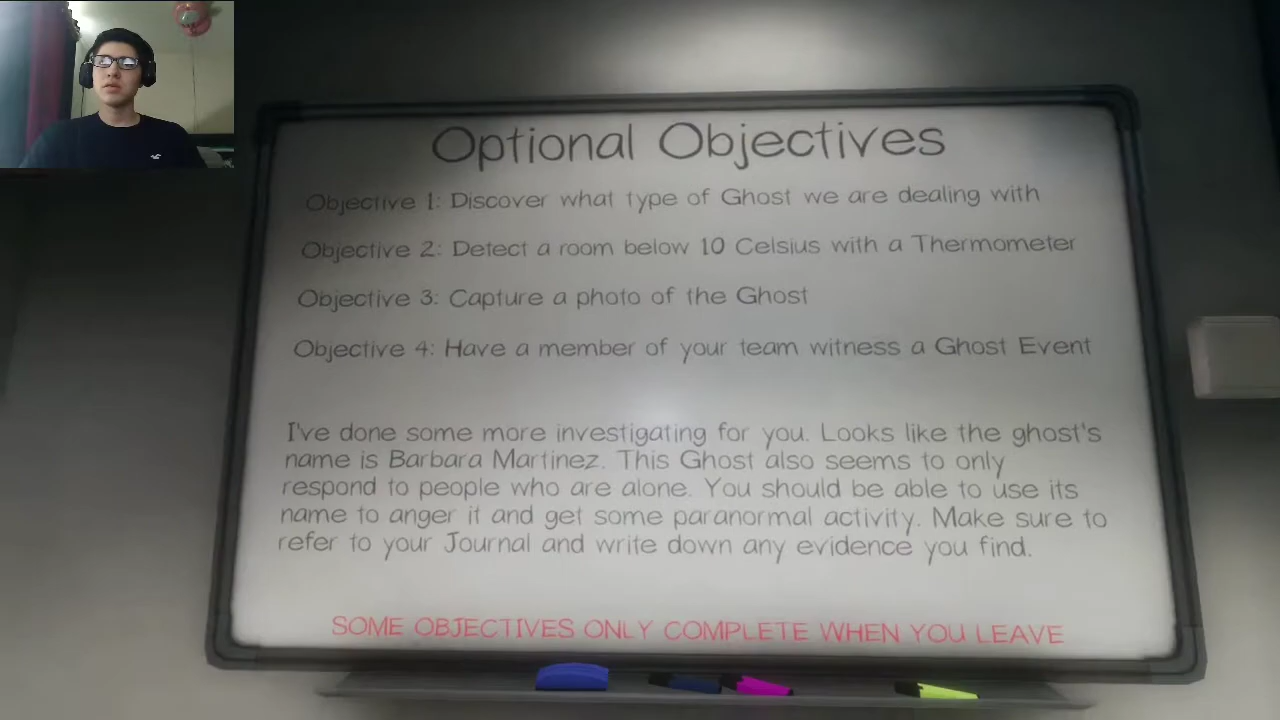 Optional Objectives
Objective 1: Discover what type of Ghost we are dealing with
Objective 2: Detect a room below 10 Celsius with a Thermometer
Objective 3: Capture a photo of the Ghost
Objective 4: Have a member of your team witness a Ghost Event
I've done some more investigating for you. Looks like the ghost's
name is Barbara Martinez. This Ghost also seems to only
respond to people who are alone. You should be able to use its
name to anger it and get some paranormal activity. Make sure to
refer to your Journal and write down any evidence you find.
SOME OBJECTIVES ONLY COMPLETE WHEN YOU LEAVE